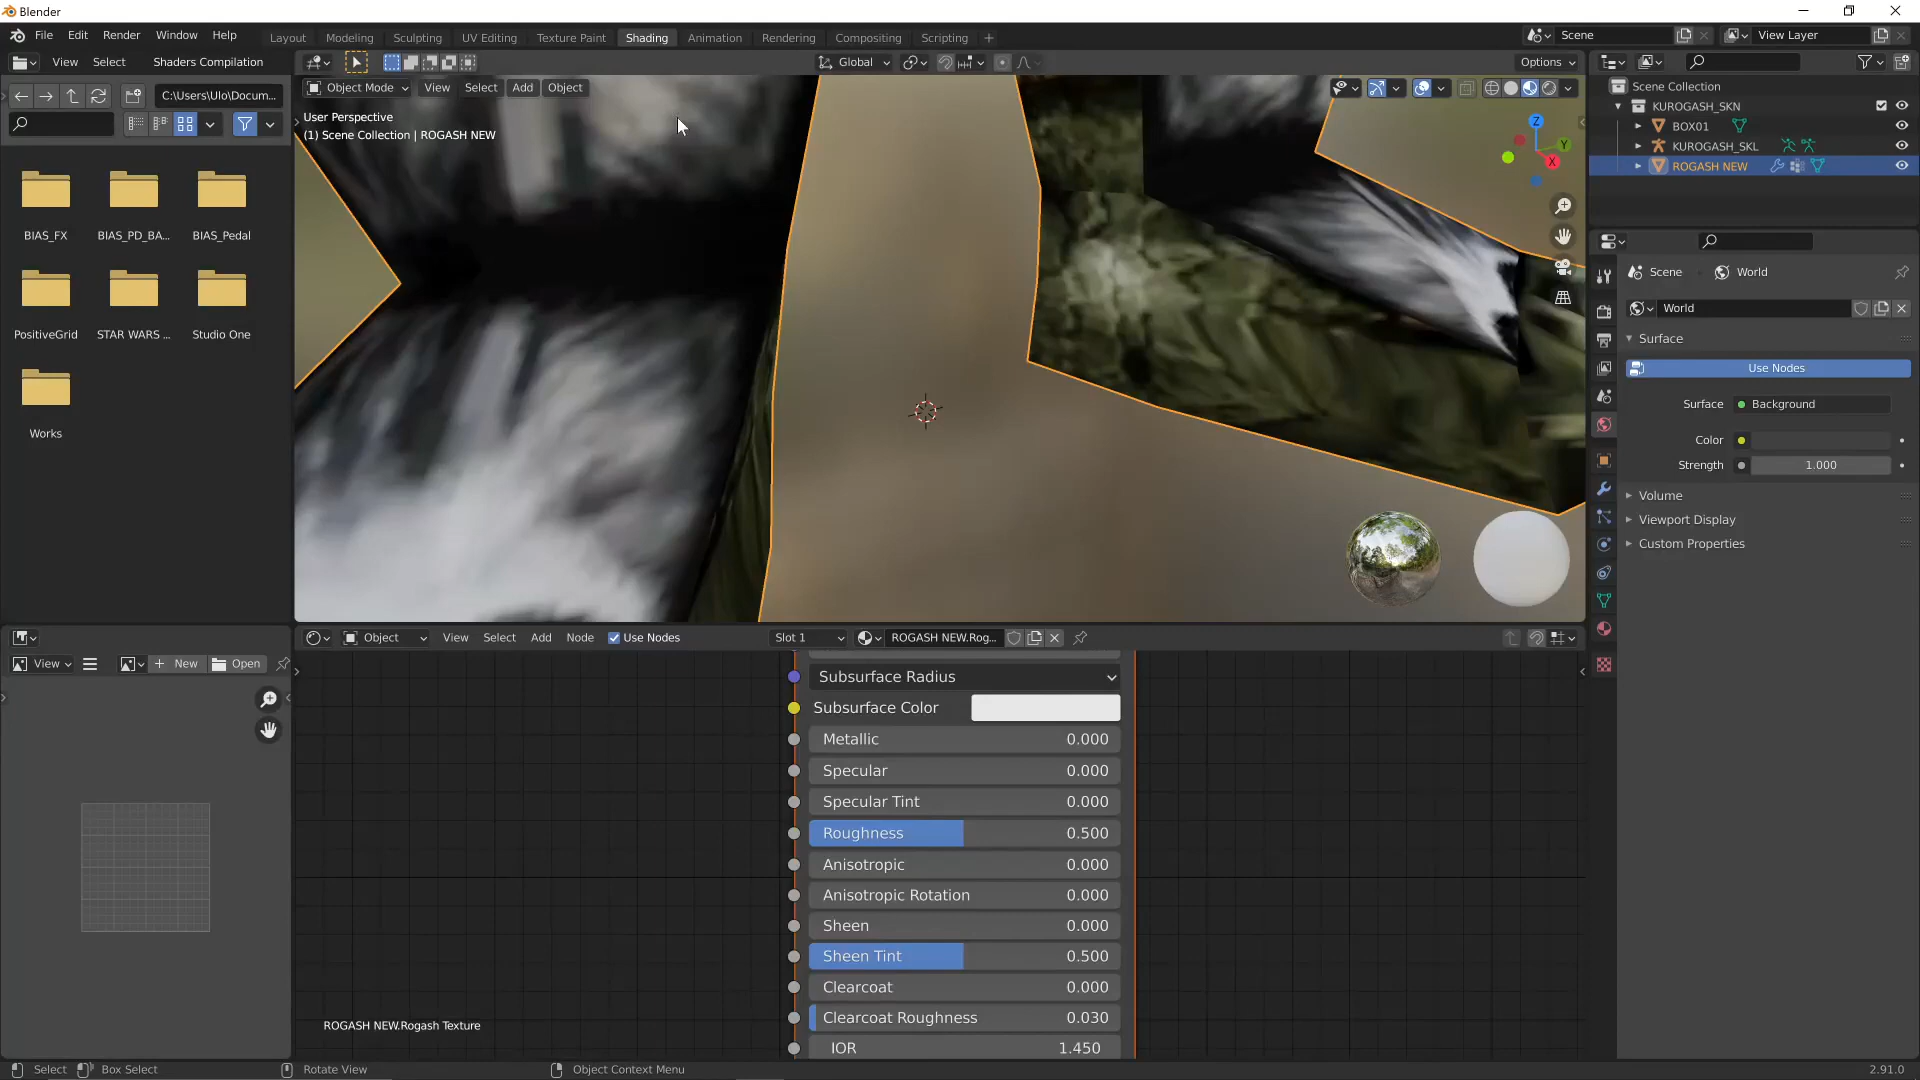 Blender
File Edit Render Window Help
Layout Modeling Sculpting UV Editing Texture Paint Shading Animation Rendering Compositing Scripting +
Scene
View Layer
View Select Shaders Compilation
Global
Options
C:\Users\Ulo\Docum...
Object Mode View Select Add Object
User Perspective
(1) Scene Collection | ROGASH NEW
Z
Y
X
Scene Collection
KUROGASH_SKN
BOX01
KUROGASH_SKL
ROGASH NEW
BIAS_FX
BIAS_PD_BA...
BIAS_Pedal
PositiveGrid
STAR WARS ...
Studio One
Works
Scene World
World
Surface
Use Nodes
Surface Background
Color
Strength 1.000
Volume
Viewport Display
Custom Properties
Object View Select Add Node Use Nodes Slot 1 ROGASH NEW.Rog...
View New Open
Subsurface Radius
Subsurface Color
Metallic 0.000
Specular 0.000
Specular Tint 0.000
Roughness 0.500
Anisotropic 0.000
Anisotropic Rotation 0.000
Sheen 0.000
Sheen Tint 0.500
Clearcoat 0.000
Clearcoat Roughness 0.030
IOR 1.450
ROGASH NEW.Rogash Texture
Select Box Select Rotate View Object Context Menu 2.91.0